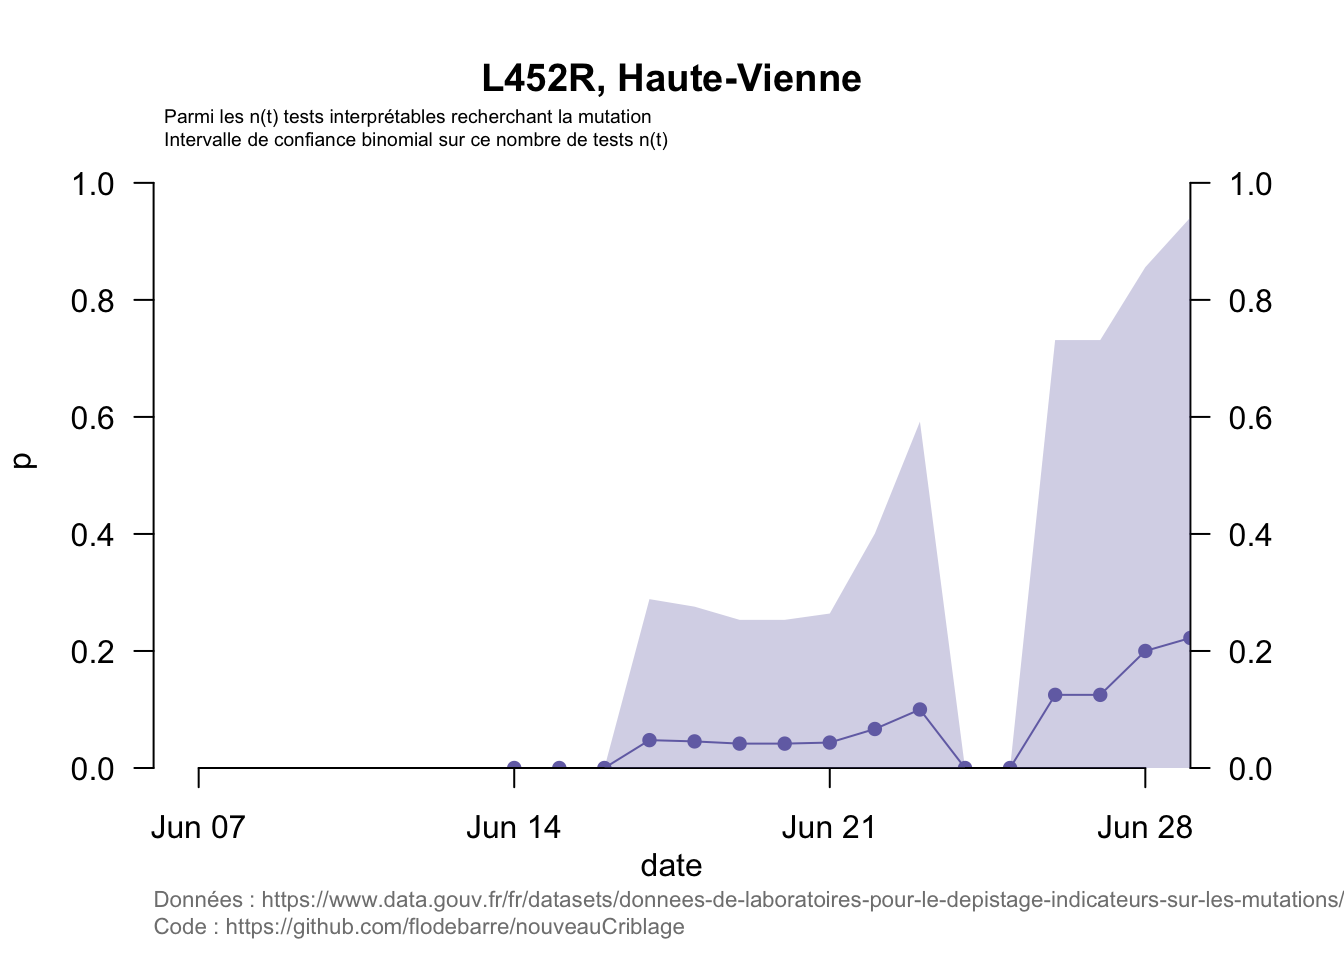 L452R, Haute-Vienne
Parmi les n(t) tests interprétables recherchant la mutation
Intervalle de confiance binomial sur ce nombre de tests n(t)
1.0 1.0
0.8 0.8
0.6 0.6
p
0.4 0.4
0.2 0.2
0.0 0.0
Jun 07 Jun 14 Jun 21 Jun 28
date
Données : https://www.data.gouv.fr/fr/datasets/donnees-de-laboratoires-pour-le-depistage-indicateurs-sur-les-mutations/
Code : https://github.com/flodebarre/nouveauCriblage